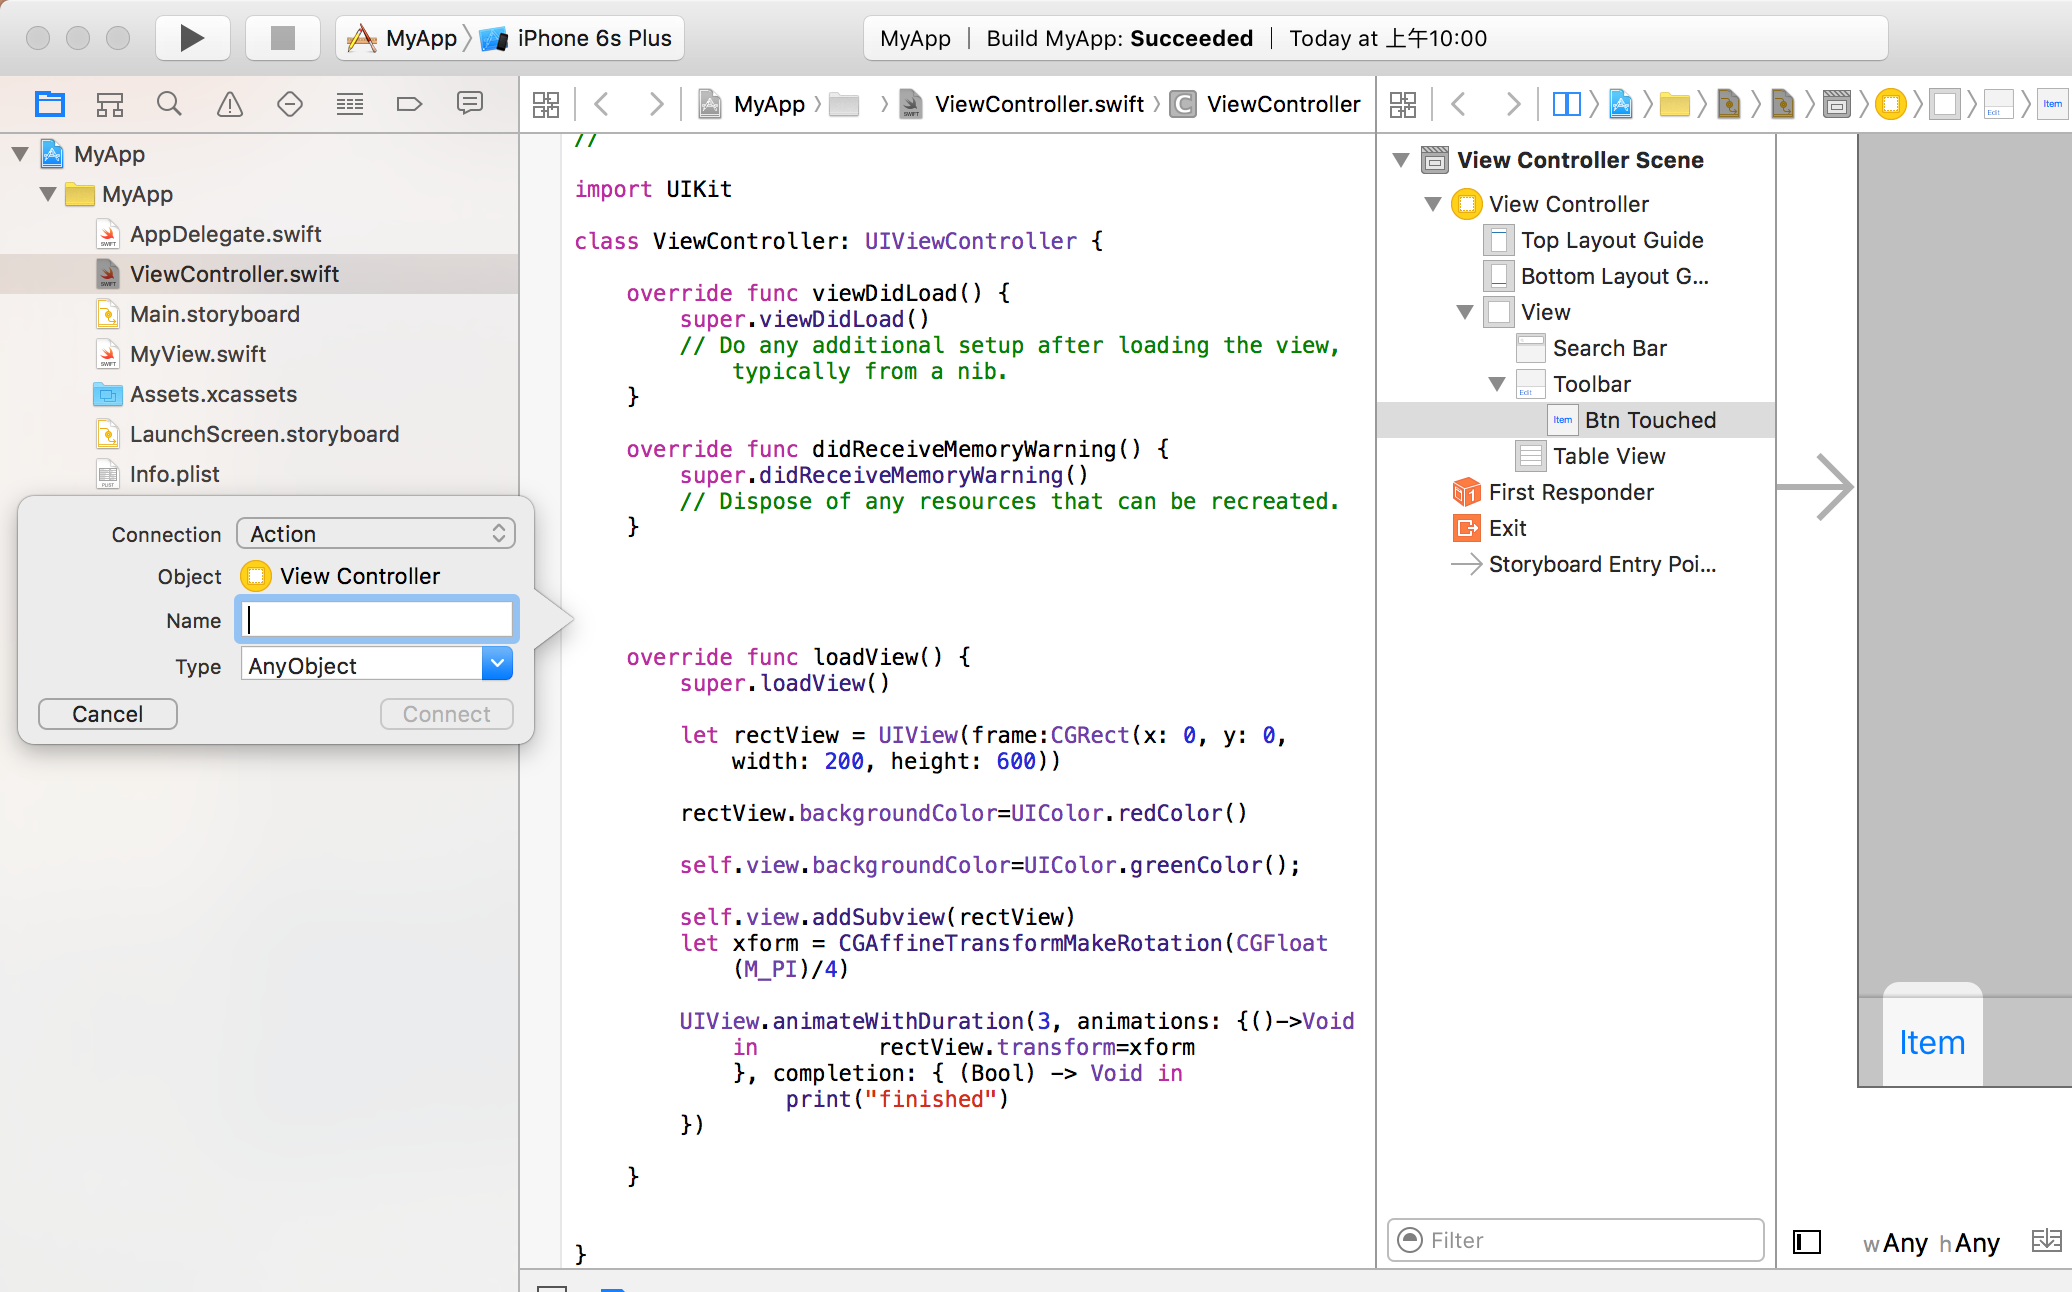 MyApp
iPhone 6s Plus
MyApp
Build MyApp: Succeeded
Today at 上午10:00
MyApp
ViewController.swift
C
ViewController
Edit
Item
MyApp
MyApp
AppDelegate.swift
ViewController.swift
Main.storyboard
MyView.swift
Assets.xcassets
LaunchScreen.storyboard
Info.plist
Connection
Action
Object
View Controller
Name
Type
AnyObject
Cancel
Connect
//
import UIKit
class ViewController: UIViewController {
override func viewDidLoad() {
super.viewDidLoad()
// Do any additional setup after loading the view,
typically from a nib.
}
override func didReceiveMemoryWarning() {
super.didReceiveMemoryWarning()
// Dispose of any resources that can be recreated.
}
override func loadView() {
super.loadView()
let rectView = UIView(frame:CGRect(x: 0, y: 0,
width: 200, height: 600))
rectView.backgroundColor=UIColor.redColor()
self.view.backgroundColor=UIColor.greenColor();
self.view.addSubview(rectView)
let xform = CGAffineTransformMakeRotation(CGFloat
(M_PI)/4)
UIView.animateWithDuration(3, animations: {()->Void
in rectView.transform=xform
}, completion: { (Bool) -> Void in
print("finished")
})
}
}
View Controller Scene
View Controller
Top Layout Guide
Bottom Layout G...
View
Search Bar
Toolbar
Edit
Item
Btn Touched
Table View
First Responder
Exit
Storyboard Entry Poi...
Filter
Item
wAny hAny